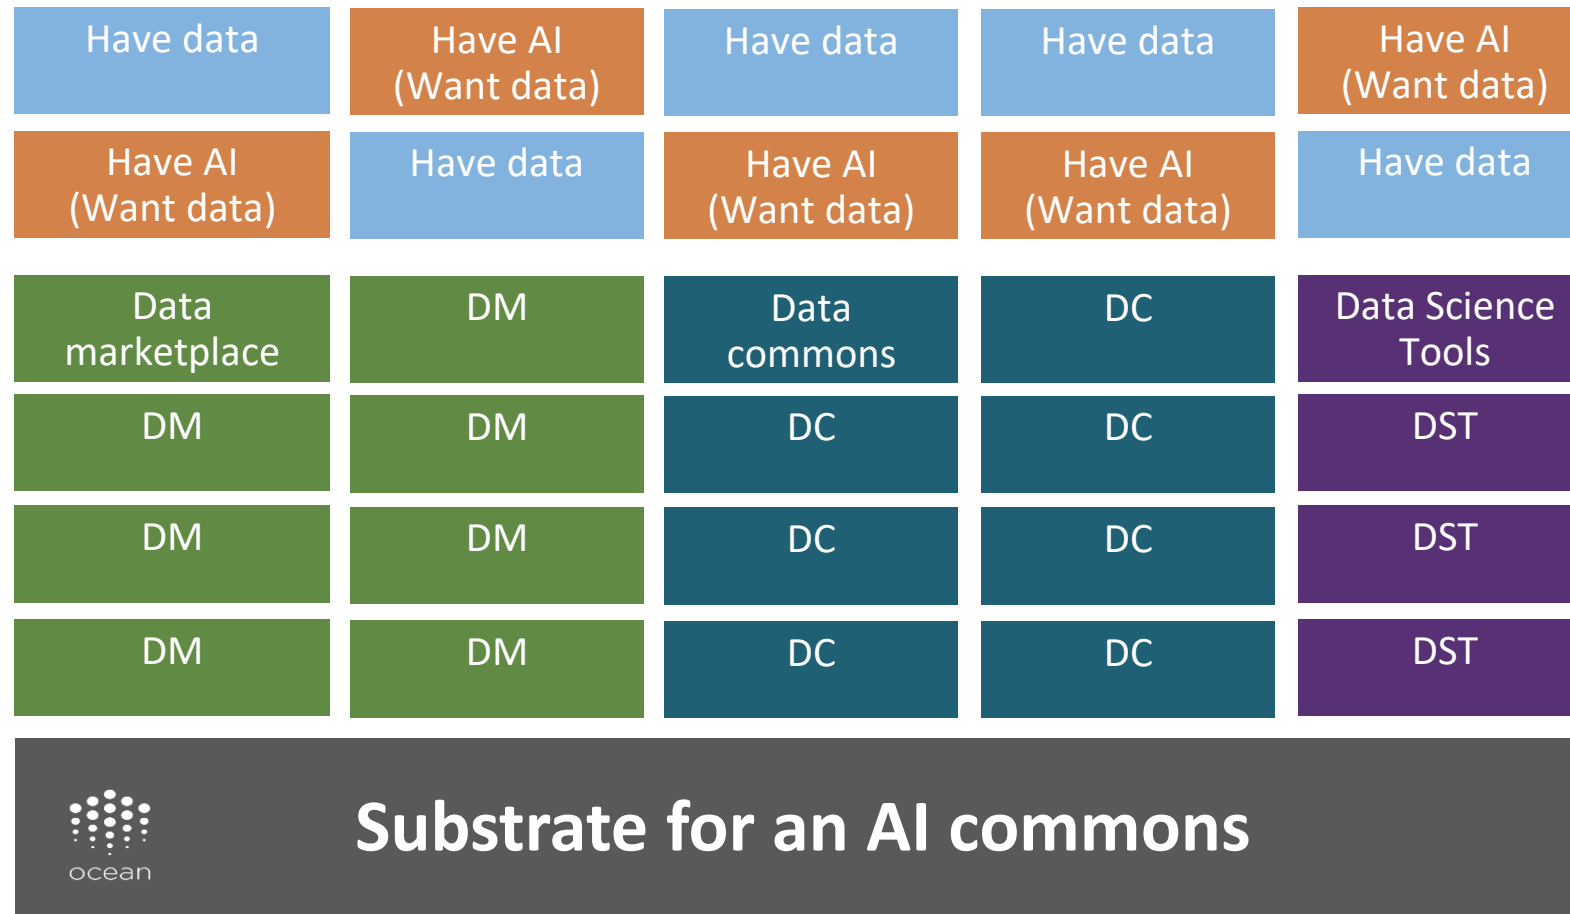 Have data
Have AI
(Want data)
Have data
Have data
Have AI
(Want data)
Have AI
(Want data)
Have data
Have AI
(Want data)
Have AI
(Want data)
Have data
Data
marketplace
DM
Data
commons
DC
Data Science
Tools
DM
DM
DC
DC
DST
DM
DM
DC
DC
DST
DM
DM
DC
DC
DST
Substrate for an AI commons
ocean